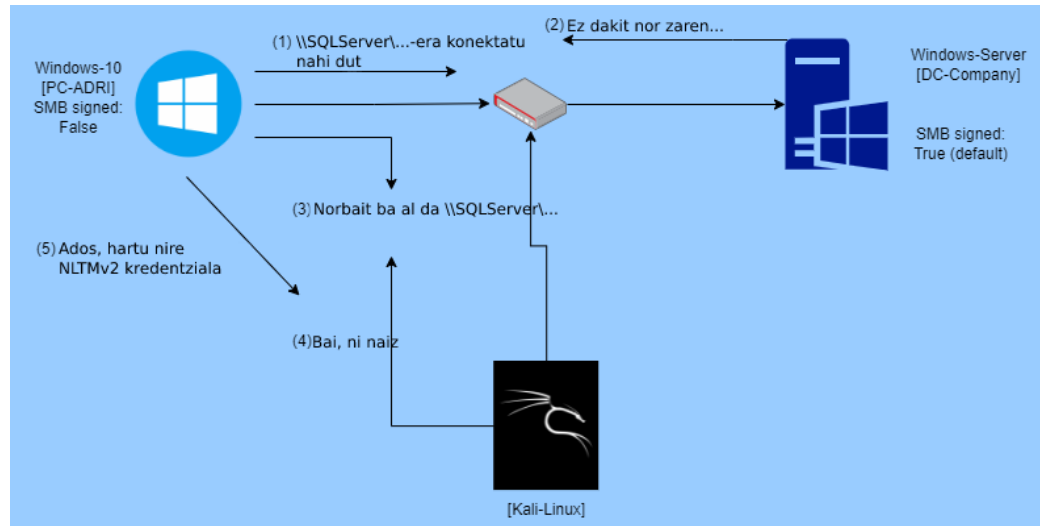 (1) \\SQLServer\...-era konektatu
nahi dut
(2) Ez dakit nor zaren...
Windows-10
[PC-ADRI]
SMB signed:
False
Windows-Server
[DC-Company]
SMB signed:
True (default)
(3) Norbait ba al da \\SQLServer\...
(5) Ados, hartu nire
NLTMv2 kredentziala
(4) Bai, ni naiz
[Kali-Linux]